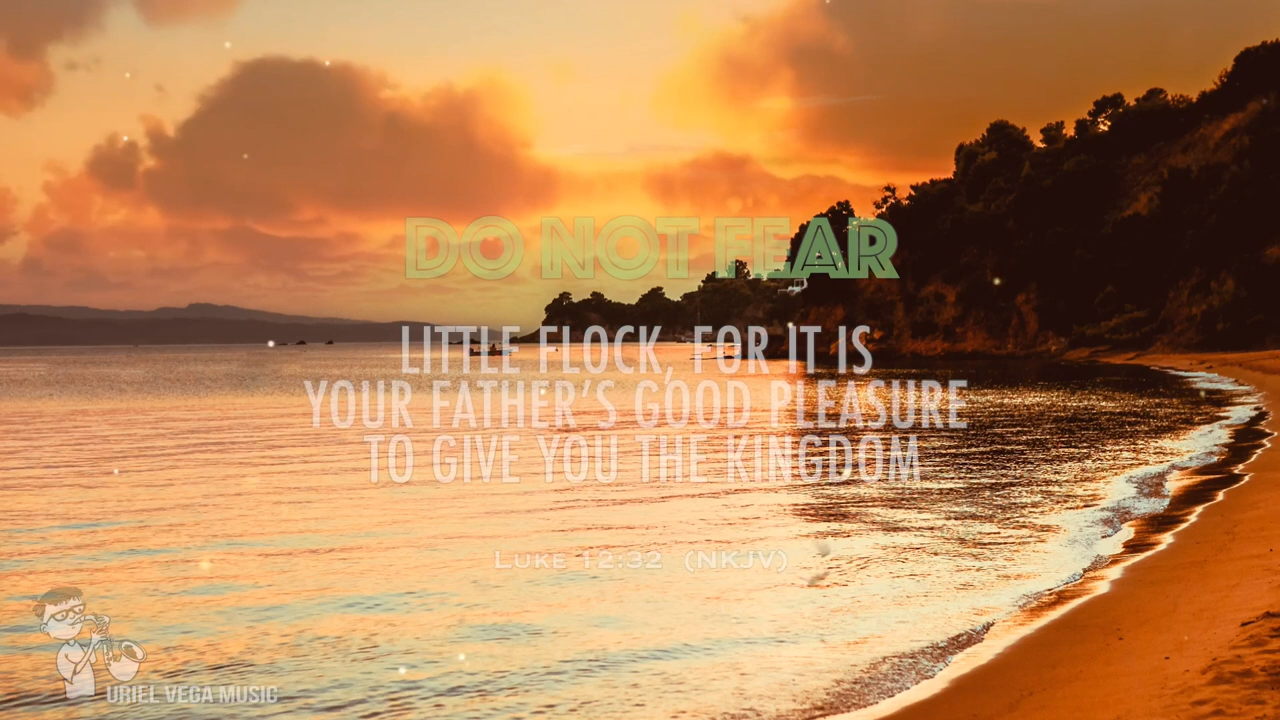 DO NOT FEAR
LITTLE FLOCK, FOR IT IS
YOUR FATHER'S GOOD PLEASURE
TO GIVE YOU THE KINGDOM
Luke 12:32 (NKJV)
URIEL VEGA MUSIC